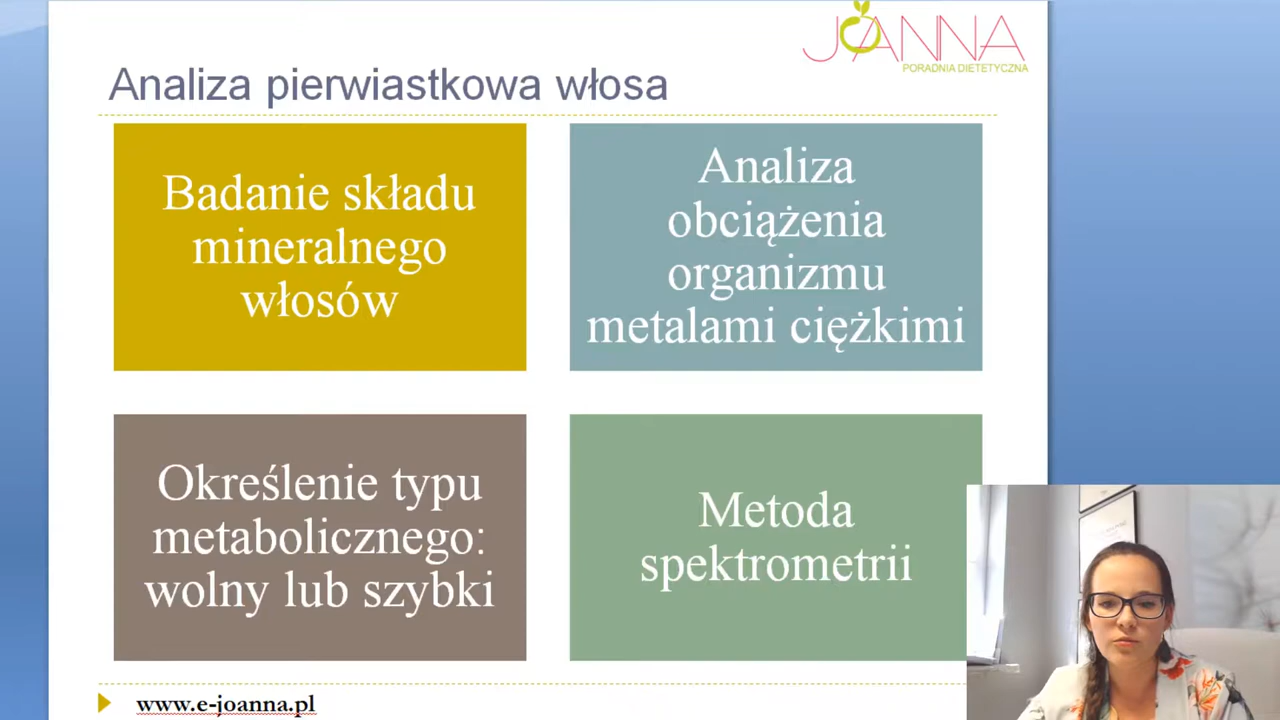 JOANNA
PORADNIA DIETETYCZNA
Analiza pierwiastkowa włosa
Badanie składu
mineralnego
włosów
Analiza
obciążenia
organizmu
metalami ciężkimi
Określenie typu
metabolicznego:
wolny lub szybki
Metoda
spektrometrii
www.e-joanna.pl